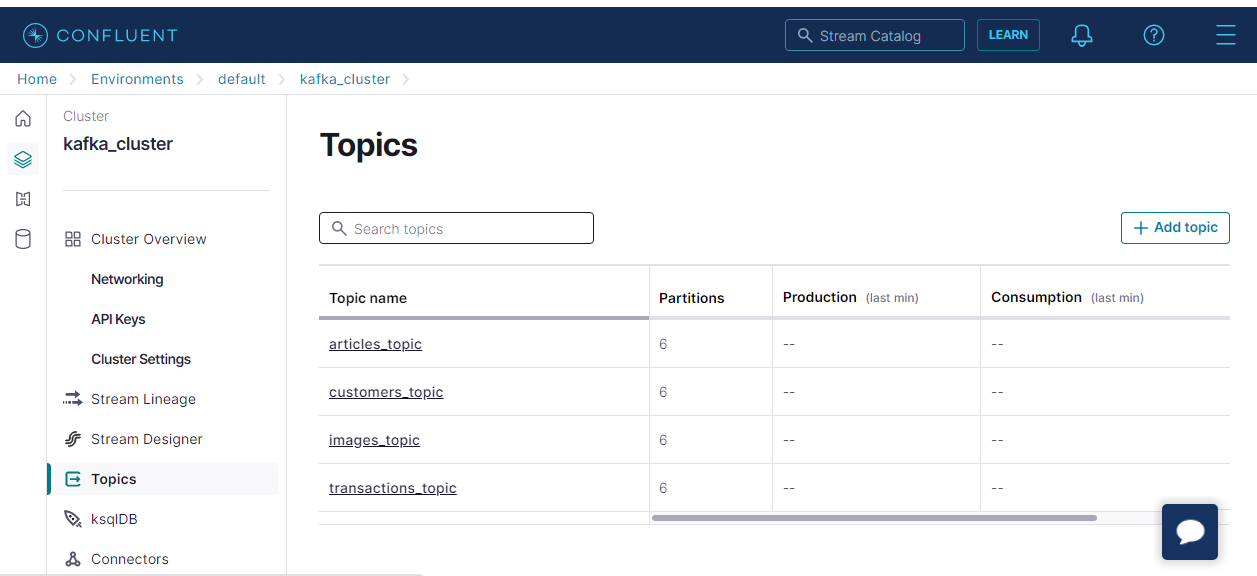 CONFLUENT
Stream Catalog
LEARN
Home
Environments
default
kafka_cluster
Cluster
kafka_cluster
Cluster Overview
Networking
API Keys
Cluster Settings
Stream Lineage
Stream Designer
Topics
ksqlDB
Connectors
Topics
Search topics
+ Add topic
Topic name Partitions Production (last min) Consumption (last min)
articles_topic 6 -- --
customers_topic 6 -- --
images_topic 6 -- --
transactions_topic 6 -- --